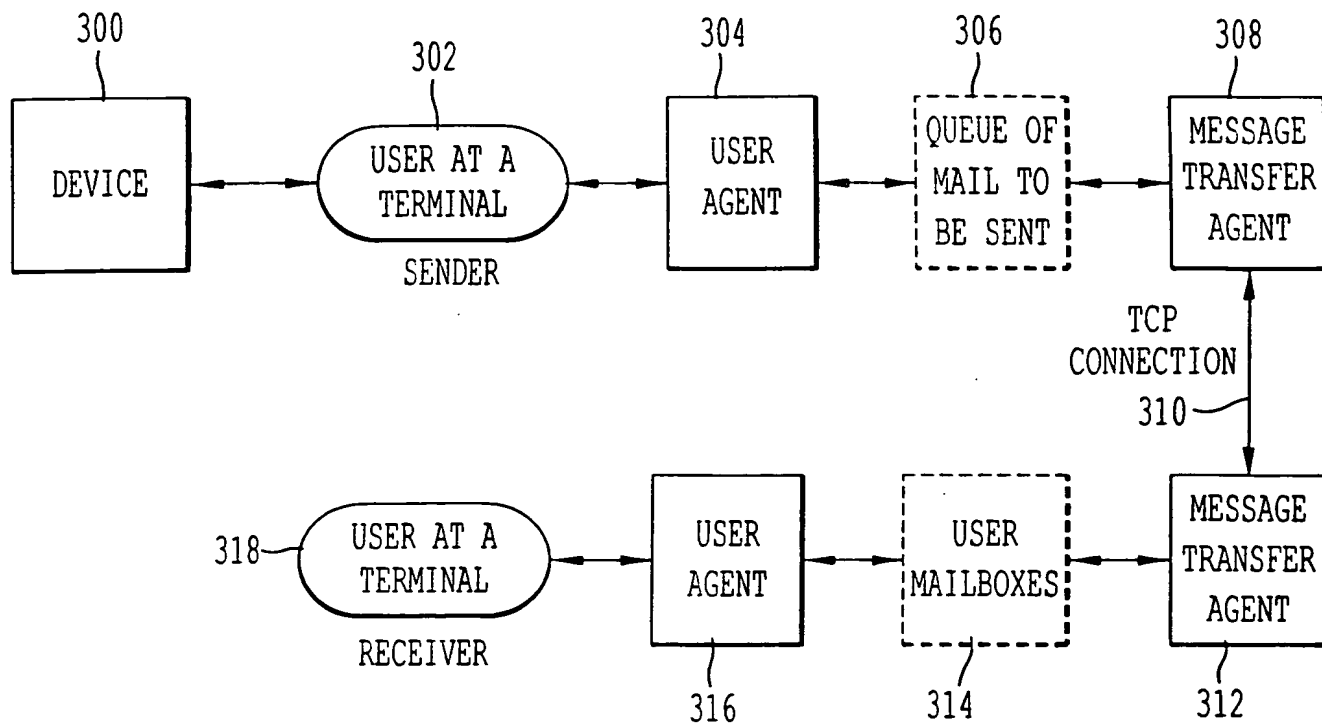 300
302
304
306
308
DEVICE
USER AT A
TERMINAL
SENDER
USER
AGENT
QUEUE OF
MAIL TO
BE SENT
MESSAGE
TRANSFER
AGENT
TCP
CONNECTION
310
318
USER AT A
TERMINAL
RECEIVER
USER
AGENT
USER
MAILBOXES
MESSAGE
TRANSFER
AGENT
316
314
312